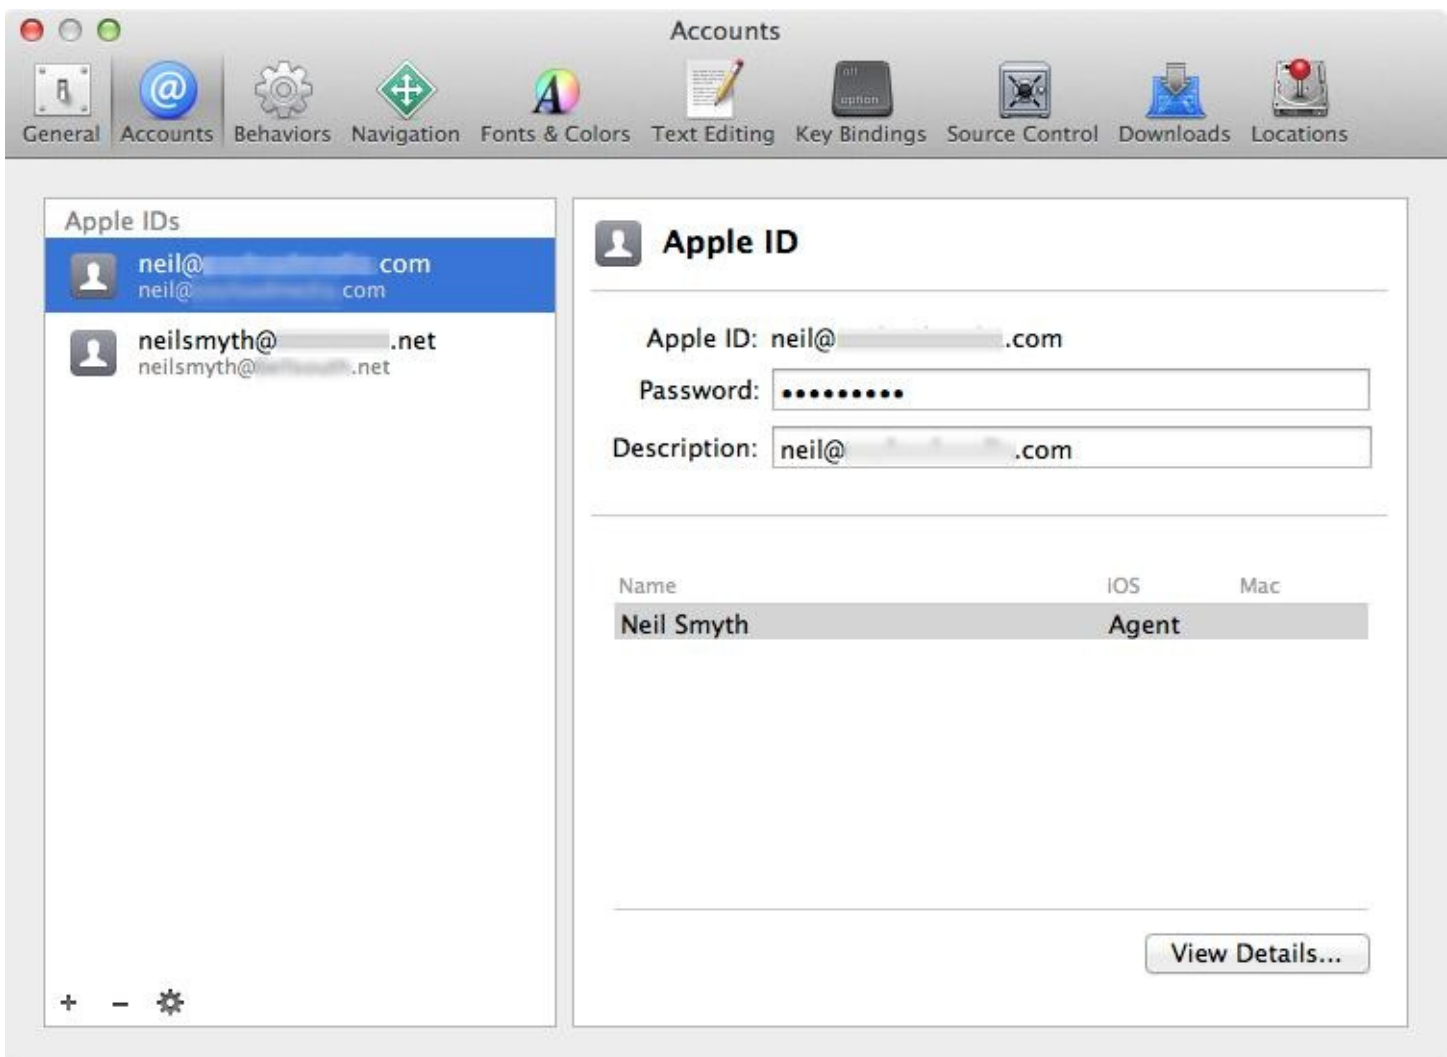 Accounts
General Accounts Behaviors Navigation Fonts & Colors Text Editing Key Bindings Source Control Downloads Locations
alt
option
Apple IDs
neil@ .com
neil@ .com
neilsmyth@ .net
neilsmyth@ .net
+ −
Apple ID
Apple ID: neil@ .com
Password: •••••••••
Description: neil@ .com
Name iOS Mac
Neil Smyth Agent
View Details...